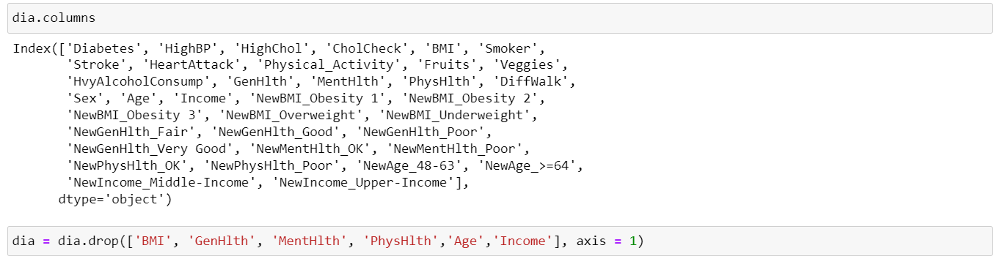 dia.columns
Index(['Diabetes', 'HighBP', 'HighChol', 'CholCheck', 'BMI', 'Smoker',
'Stroke', 'HeartAttack', 'Physical_Activity', 'Fruits', 'Veggies',
'HvyAlcoholConsump', 'GenHlth', 'MentHlth', 'PhysHlth', 'DiffWalk',
'Sex', 'Age', 'Income', 'NewBMI_Obesity 1', 'NewBMI_Obesity 2',
'NewBMI_Obesity 3', 'NewBMI_Overweight', 'NewBMI_Underweight',
'NewGenHlth_Fair', 'NewGenHlth_Good', 'NewGenHlth_Poor',
'NewGenHlth_Very Good', 'NewMentHlth_OK', 'NewMentHlth_Poor',
'NewPhysHlth_OK', 'NewPhysHlth_Poor', 'NewAge_48-63', 'NewAge_>=64',
'NewIncome_Middle-Income', 'NewIncome_Upper-Income'],
dtype='object')
dia = dia.drop(['BMI', 'GenHlth', 'MentHlth', 'PhysHlth','Age','Income'], axis = 1)